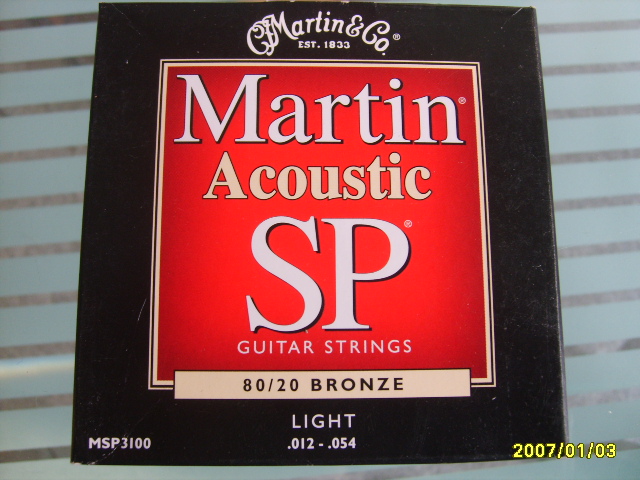 Martin & Co. ®
EST. 1833
Martin®
Acoustic
SP®
GUITAR STRINGS
80/20 BRONZE
LIGHT
.012 - .054
MSP3100
2007/01/03